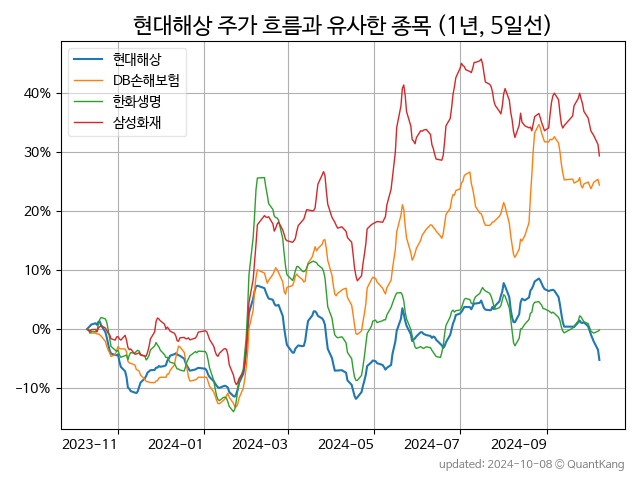 현대해상 주가 흐름과 유사한 종목 (1년, 5일선)
현대해상
DB손해보험
한화생명
삼성화재
40%
30%
20%
10%
0%
−10%
2023-11 2024-01 2024-03 2024-05 2024-07 2024-09
updated: 2024-10-08 © QuantKang